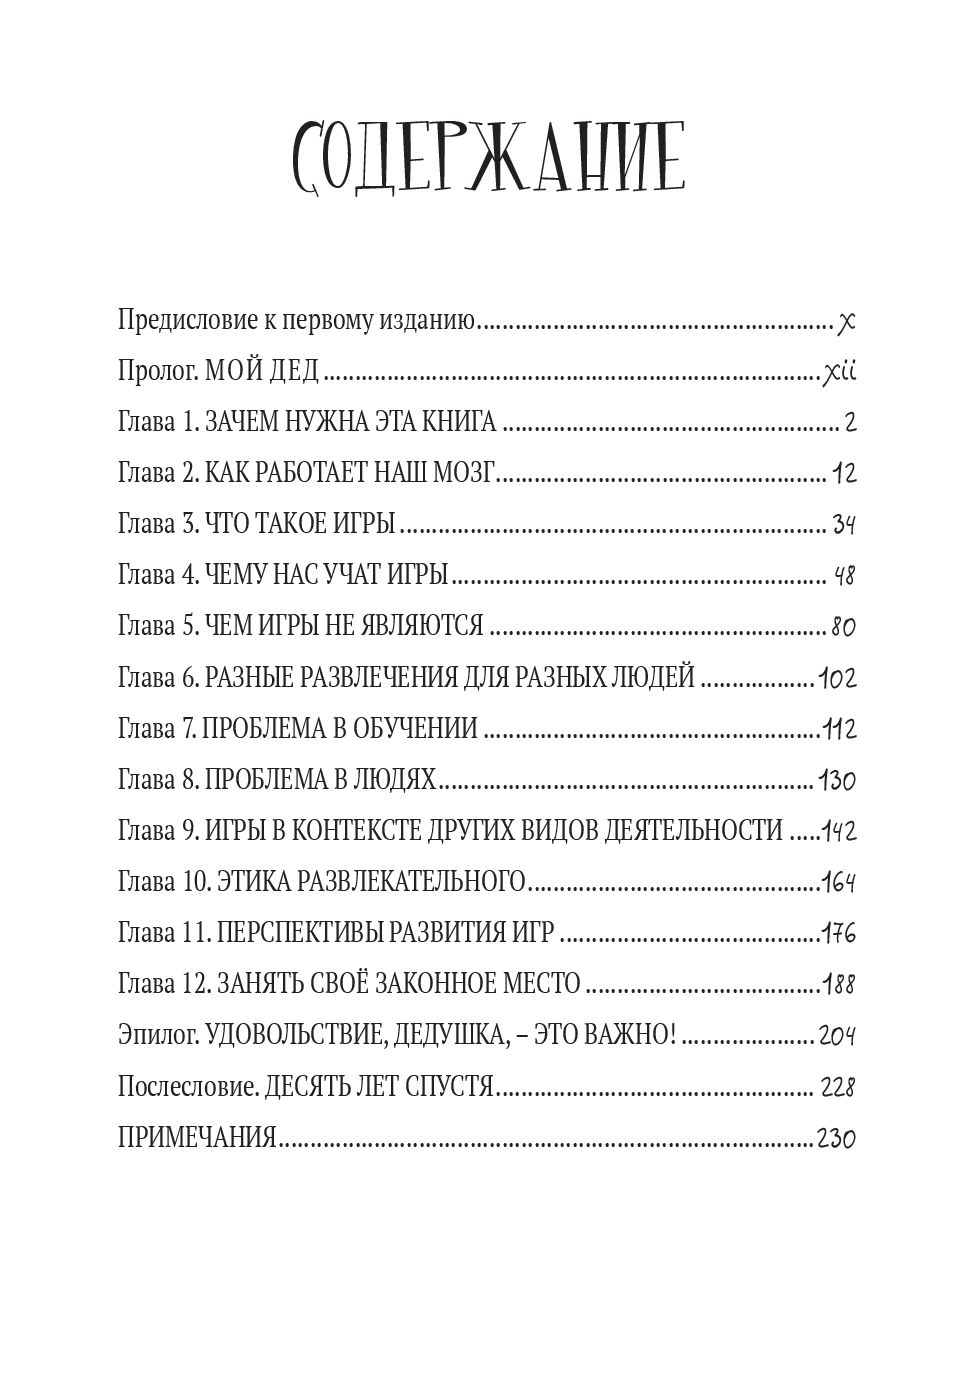 СОДЕРЖАНИЕ
Предисловие к первому изданию........................................................ x
Пролог. МОЙ ДЕД ..............................................................................xii
Глава 1. ЗАЧЕМ НУЖНА ЭТА КНИГА ..................................................... 2
Глава 2. КАК РАБОТАЕТ НАШ МОЗГ.................................................... 12
Глава 3. ЧТО ТАКОЕ ИГРЫ ................................................................... 34
Глава 4. ЧЕМУ НАС УЧАТ ИГРЫ........................................................... 48
Глава 5. ЧЕМ ИГРЫ НЕ ЯВЛЯЮТСЯ ..................................................... 80
Глава 6. РАЗНЫЕ РАЗВЛЕЧЕНИЯ ДЛЯ РАЗНЫХ ЛЮДЕЙ .................. 102
Глава 7. ПРОБЛЕМА В ОБУЧЕНИИ .....................................................112
Глава 8. ПРОБЛЕМА В ЛЮДЯХ........................................................... 130
Глава 9. ИГРЫ В КОНТЕКСТЕ ДРУГИХ ВИДОВ ДЕЯТЕЛЬНОСТИ .....142
Глава 10. ЭТИКА РАЗВЛЕКАТЕЛЬНОГО..............................................164
Глава 11. ПЕРСПЕКТИВЫ РАЗВИТИЯ ИГР .........................................176
Глава 12. ЗАНЯТЬ СВОЁ ЗАКОННОЕ МЕСТО .....................................188
Эпилог. УДОВОЛЬСТВИЕ, ДЕДУШКА, – ЭТО ВАЖНО! ..................... 204
Послесловие. ДЕСЯТЬ ЛЕТ СПУСТЯ.................................................. 228
ПРИМЕЧАНИЯ.................................................................................... 230